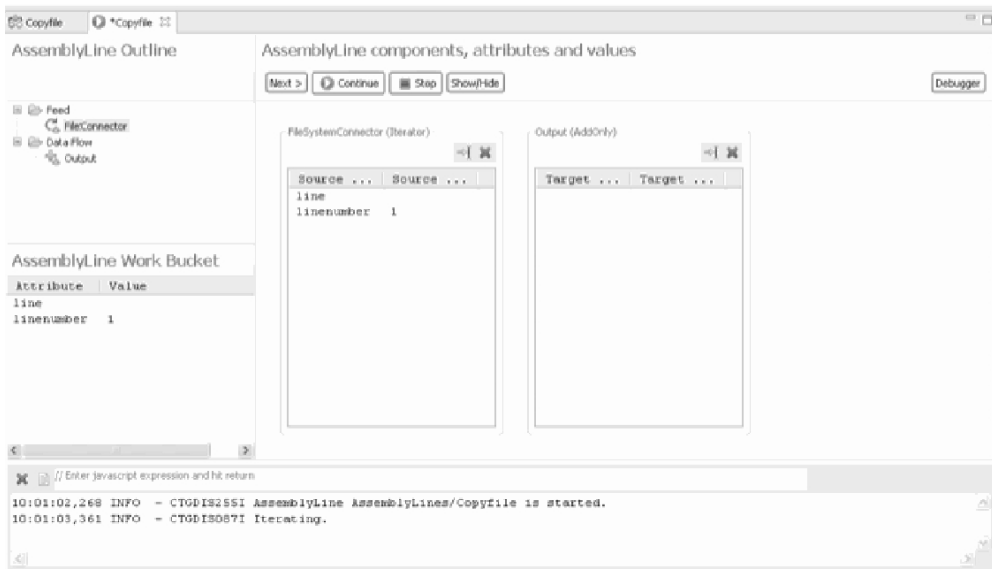 Copyfile *Copyfile
AssemblyLine Outline
AssemblyLine components, attributes and values
Next > Continue Stop Show/Hide Debugger
Feed
FileConnector
Data Flow
Output
FileSystemConnector (Iterator)
Source ... Source ...
line
linenumber 1
Output (AddOnly)
Target ... Target ...
AssemblyLine Work Bucket
Attribute Value
line
linenumber 1
// Enter javascript expression and hit return
10:01:02,268 INFO - CTGDIS255I AssemblyLine AssemblyLines/Copyfile is started.
10:01:03,361 INFO - CTGDIS087I Iterating.